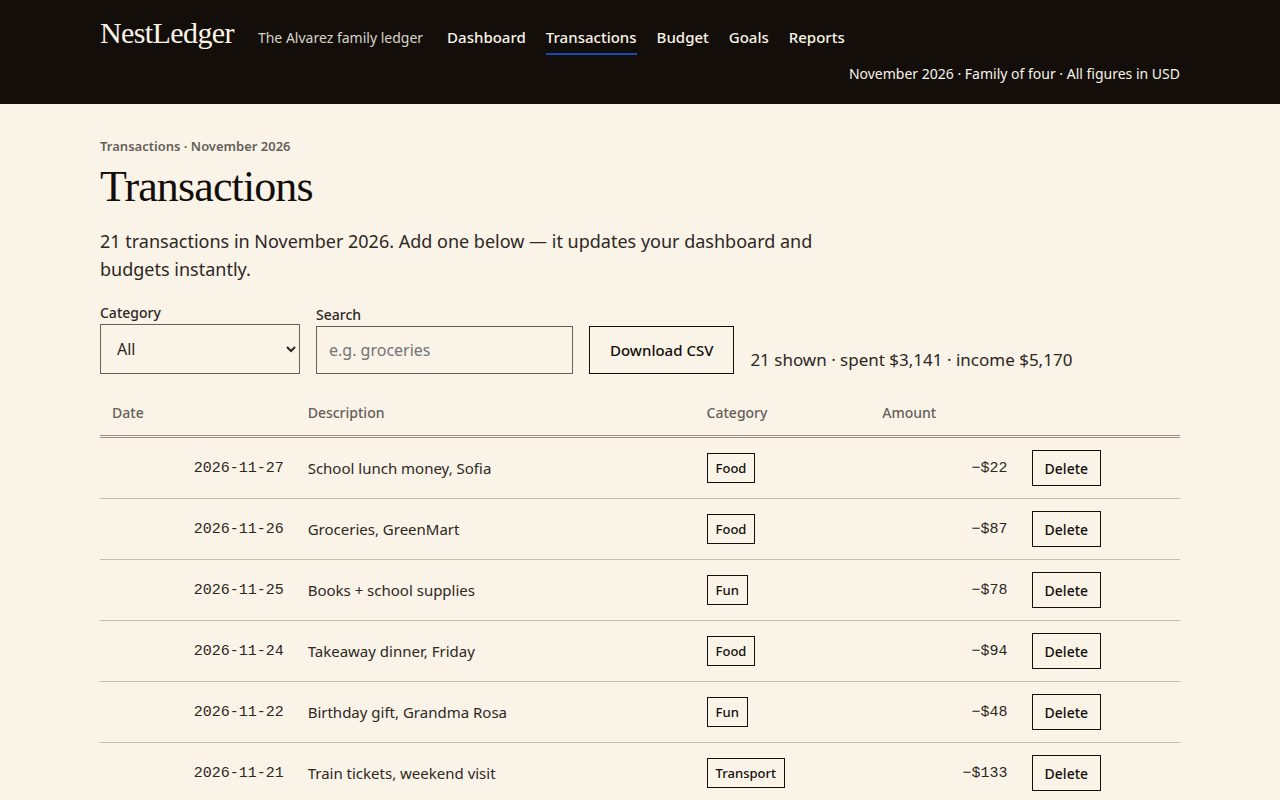 NestLedger The Alvarez family ledger Dashboard Transactions Budget Goals Reports
November 2026 · Family of four · All figures in USD
Transactions · November 2026
Transactions
21 transactions in November 2026. Add one below — it updates your dashboard and
budgets instantly.
Category Search
All e.g. groceries Download CSV 21 shown · spent $3,141 · income $5,170
Date Description Category Amount
2026-11-27 School lunch money, Sofia Food −$22 Delete
2026-11-26 Groceries, GreenMart Food −$87 Delete
2026-11-25 Books + school supplies Fun −$78 Delete
2026-11-24 Takeaway dinner, Friday Food −$94 Delete
2026-11-22 Birthday gift, Grandma Rosa Fun −$48 Delete
2026-11-21 Train tickets, weekend visit Transport −$133 Delete